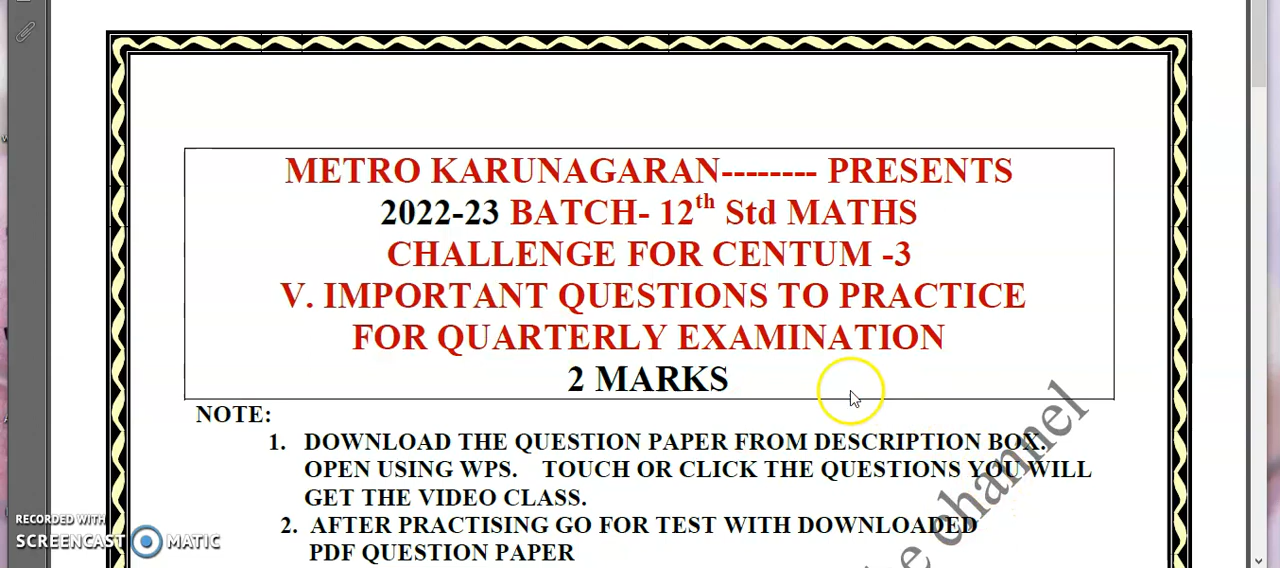 METRO KARUNAGARAN-------- PRESENTS
2022-23 BATCH- 12th Std MATHS
CHALLENGE FOR CENTUM -3
V. IMPORTANT QUESTIONS TO PRACTICE
FOR QUARTERLY EXAMINATION
2 MARKS
NOTE:
1. DOWNLOAD THE QUESTION PAPER FROM DESCRIPTION BOX.
OPEN USING WPS. TOUCH OR CLICK THE QUESTIONS YOU WILL
GET THE VIDEO CLASS.
2. AFTER PRACTISING GO FOR TEST WITH DOWNLOADED
PDF QUESTION PAPER
channel
RECORDED WITH
SCREENCAST MATIC